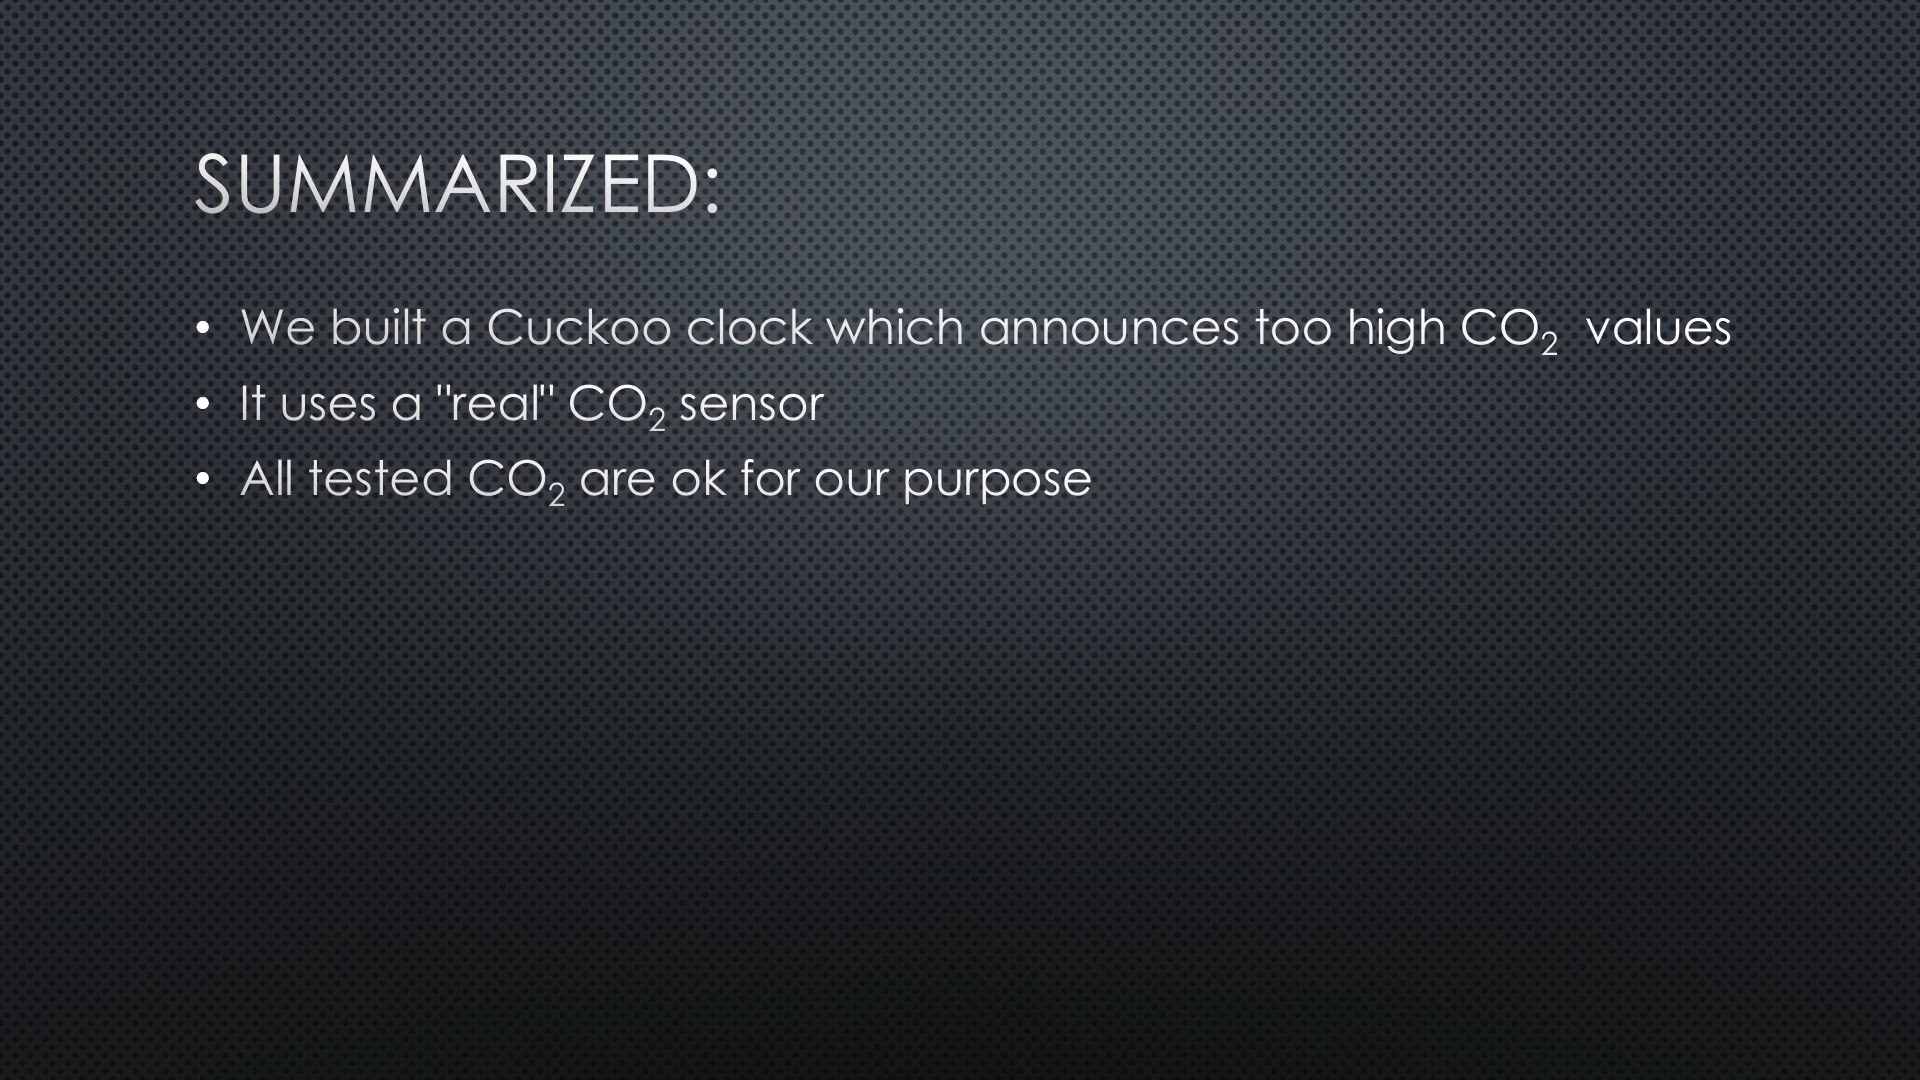 SUMMARIZED:
• We built a Cuckoo clock which announces too high CO₂  values
• It uses a "real" CO₂ sensor
• All tested CO₂ are ok for our purpose